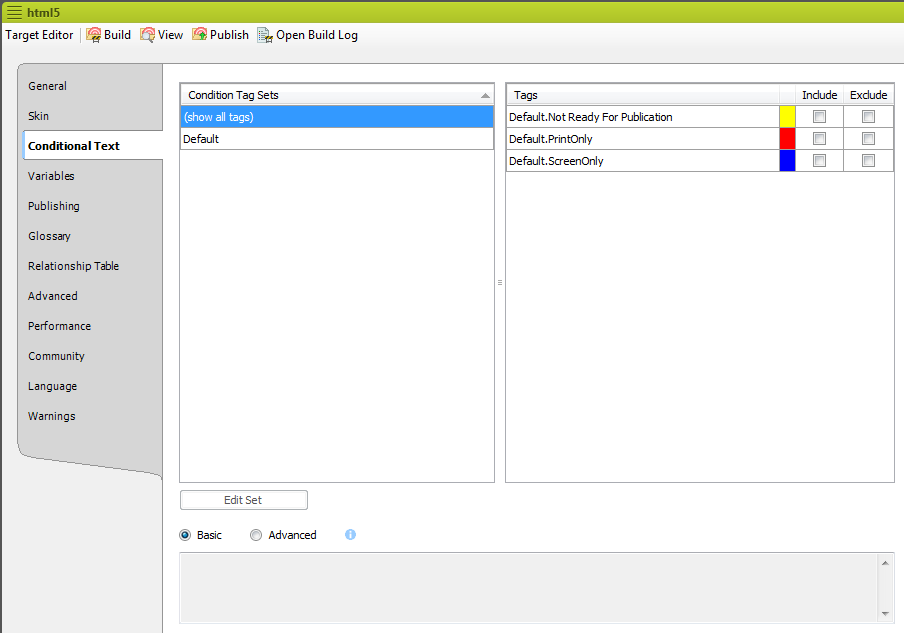 html5
Target Editor Build View Publish Open Build Log
General
Skin
Conditional Text
Variables
Publishing
Glossary
Relationship Table
Advanced
Performance
Community
Language
Warnings
Condition Tag Sets
(show all tags)
Default
Tags Include Exclude
Default.Not Ready For Publication
Default.PrintOnly
Default.ScreenOnly
Edit Set
Basic Advanced